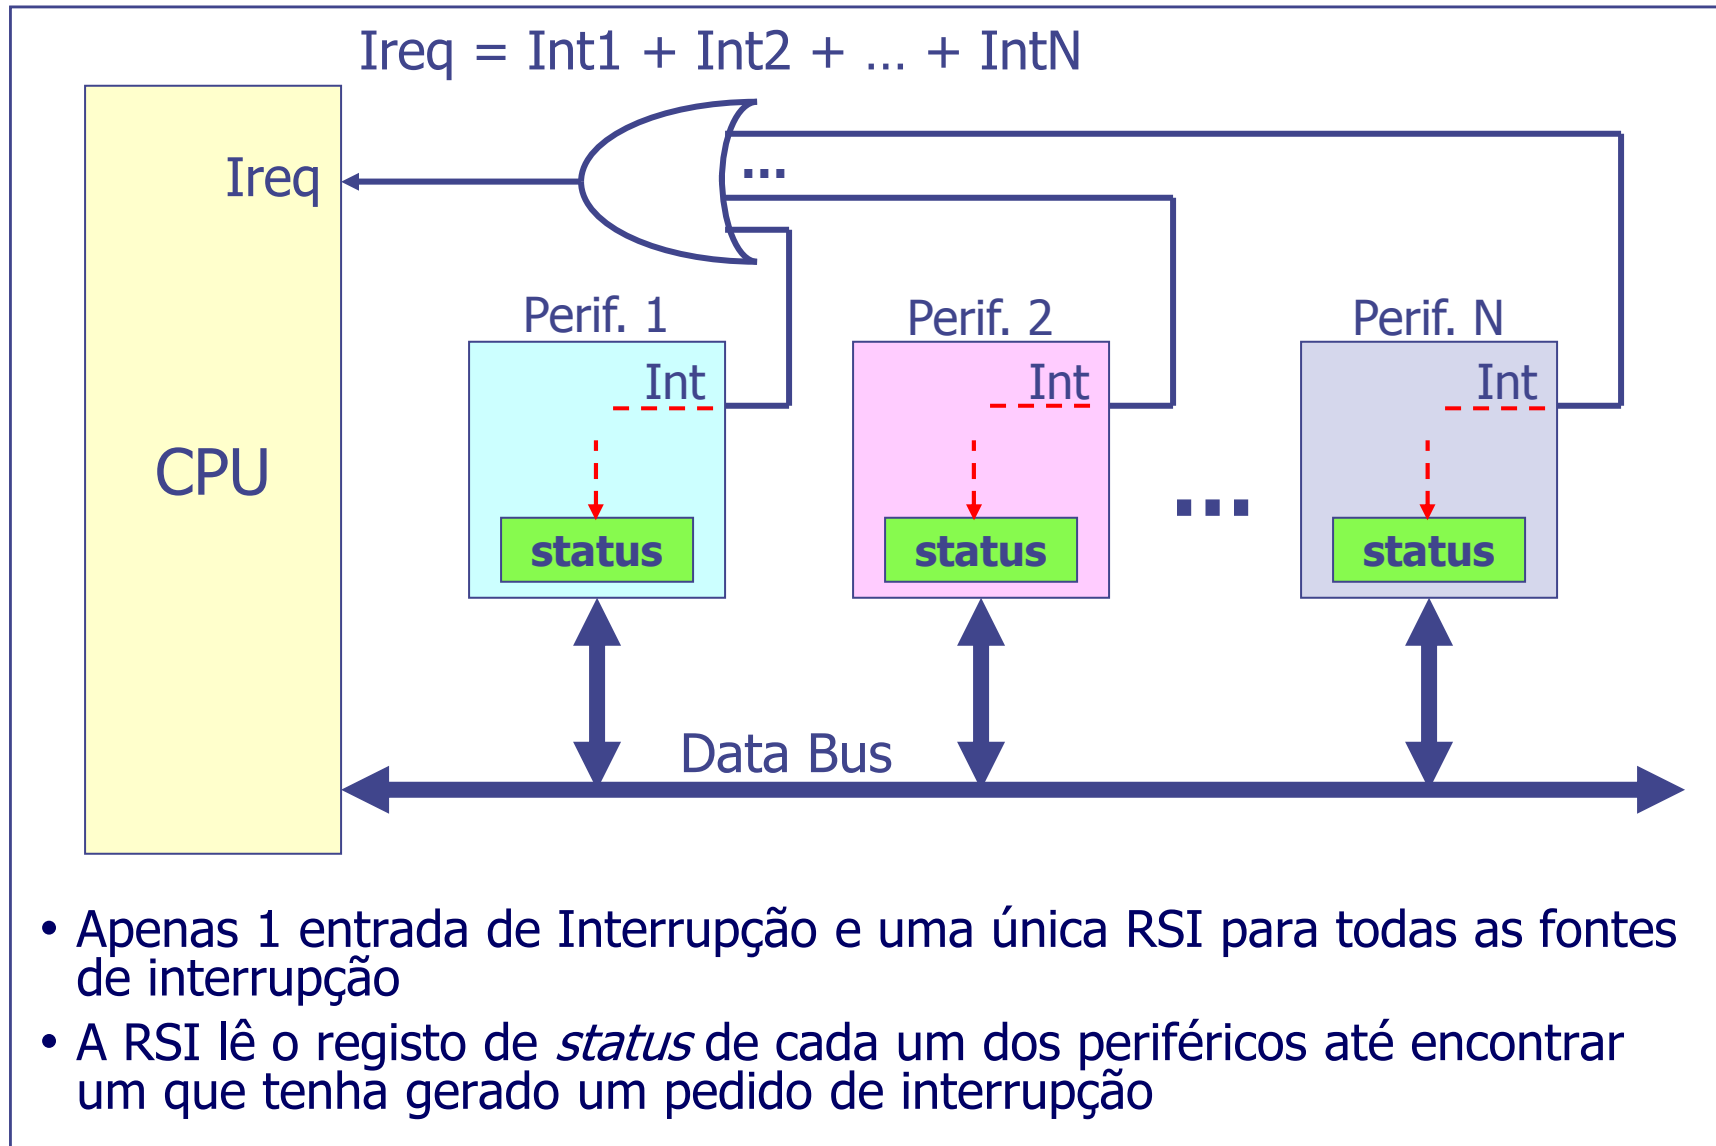 Ireq = Int1 + Int2 + ... + IntN
Ireq
...
Perif. 1
Perif. 2
Perif. N
Int
Int
Int
CPU
...
status
status
status
Data Bus
• Apenas 1 entrada de Interrupção e uma única RSI para todas as fontes
de interrupção
• A RSI lê o registo de status de cada um dos periféricos até encontrar
um que tenha gerado um pedido de interrupção